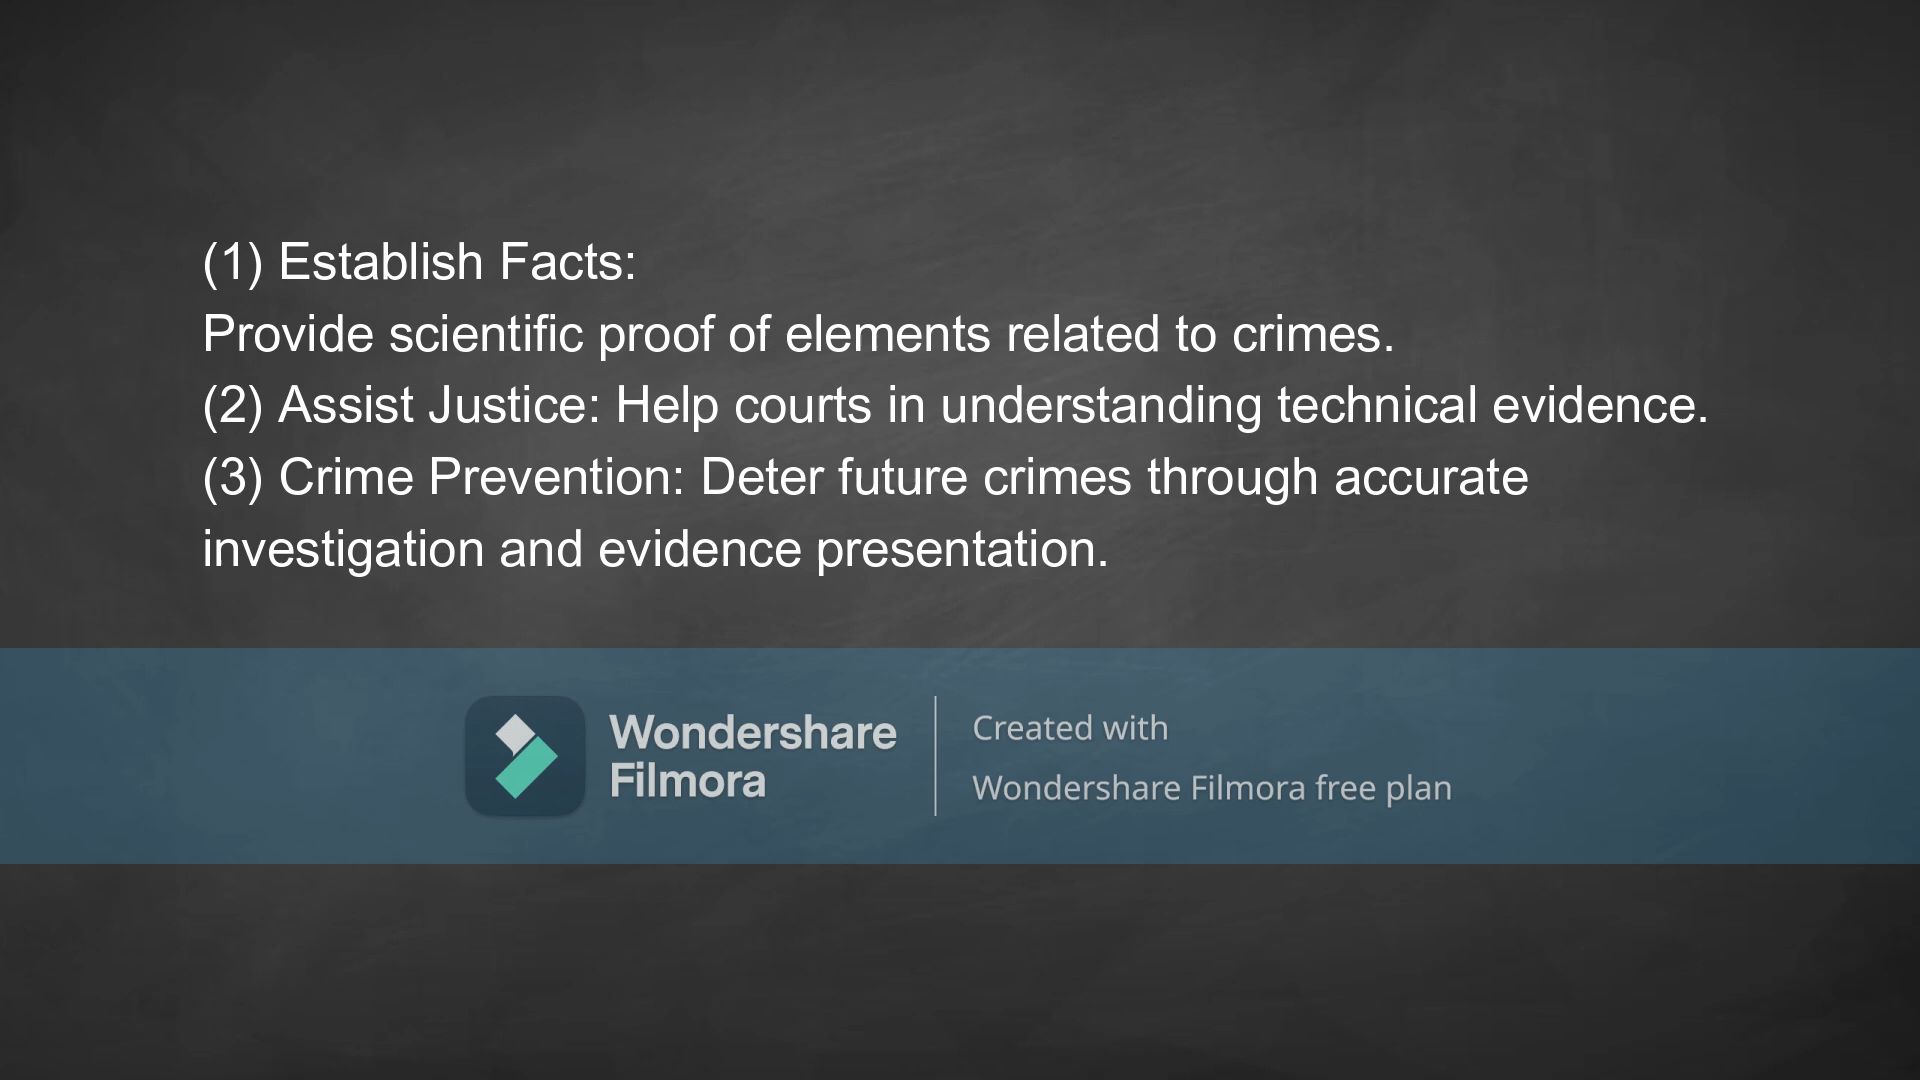 (1) Establish Facts:
Provide scientific proof of elements related to crimes.
(2) Assist Justice: Help courts in understanding technical evidence.
(3) Crime Prevention: Deter future crimes through accurate
investigation and evidence presentation.
Wondershare
Filmora
Created with
Wondershare Filmora free plan